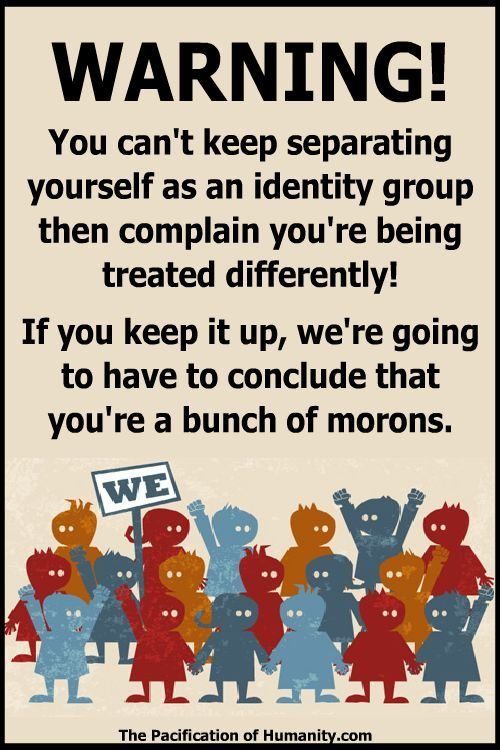 WARNING!
You can't keep separating
yourself as an identity group
then complain you're being
treated differently!
If you keep it up, we're going
to have to conclude that
you're a bunch of morons.
WE
The Pacification of Humanity.com